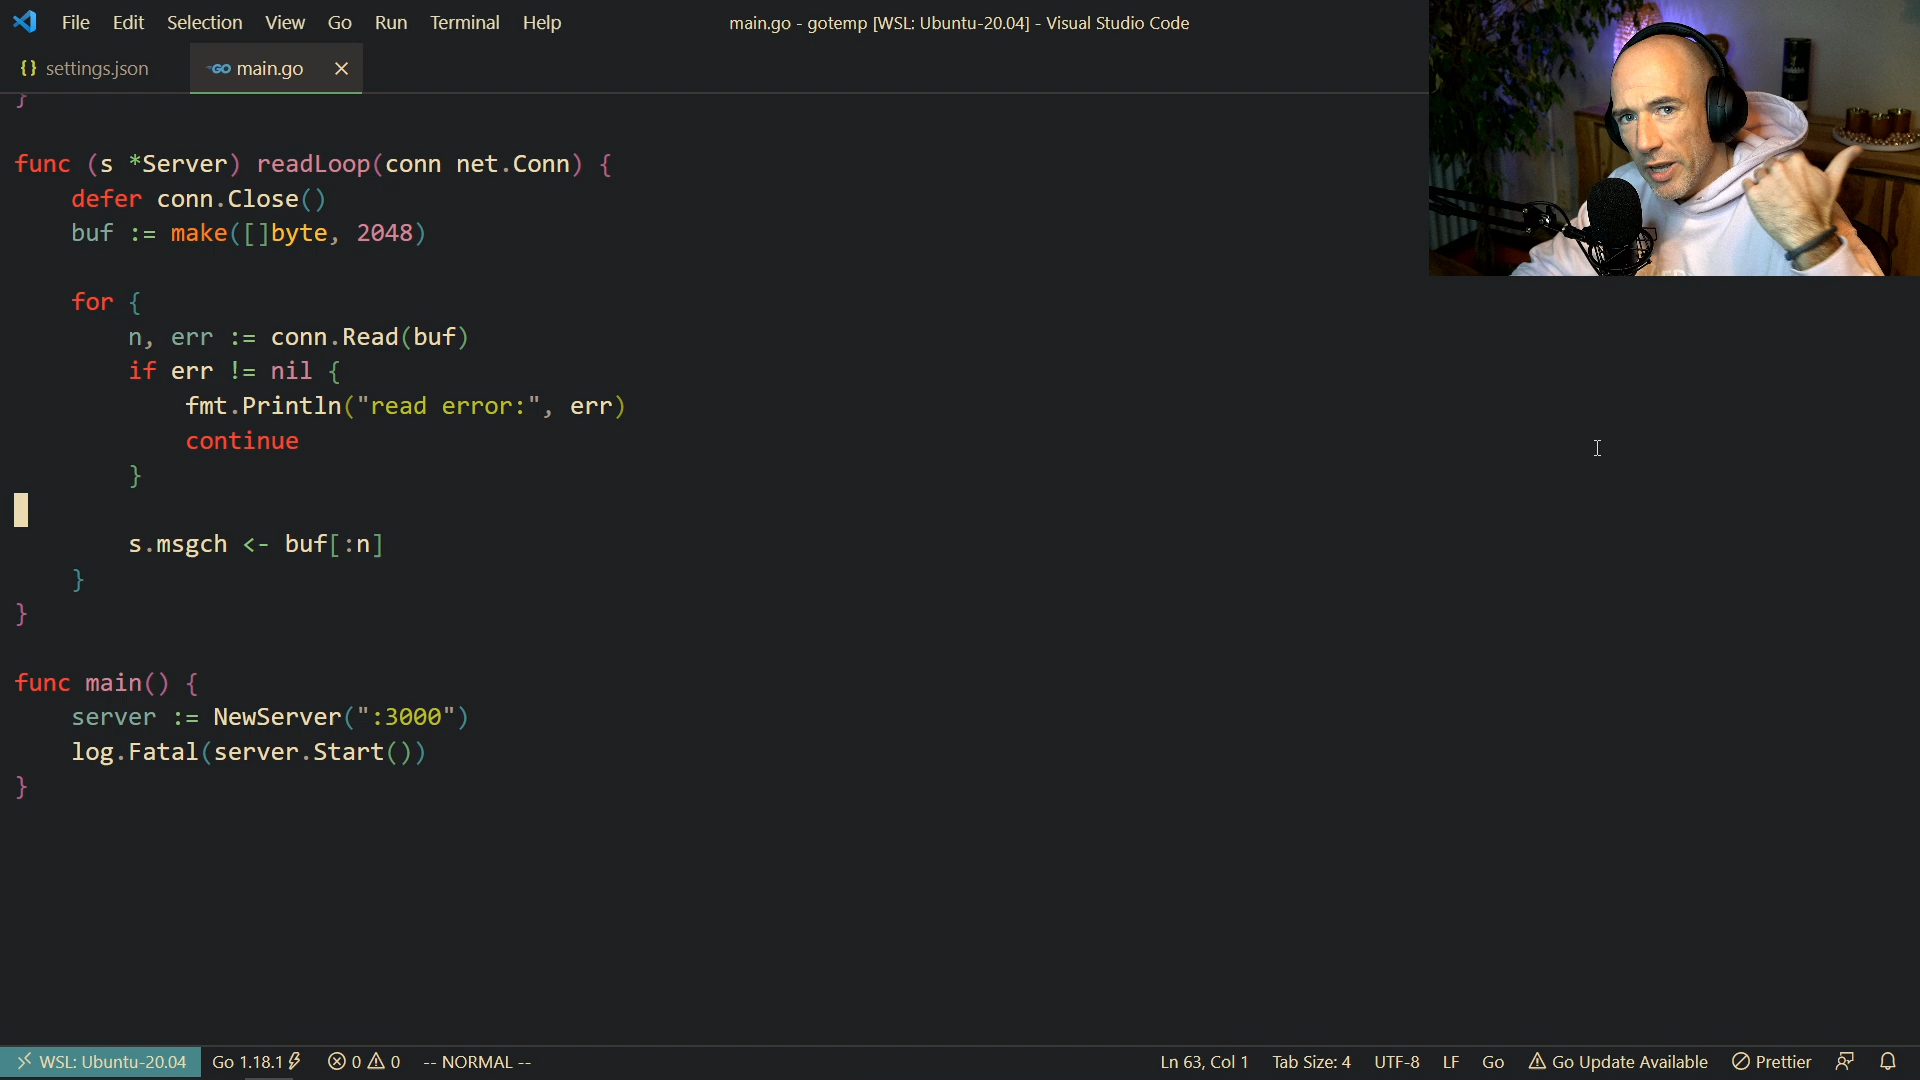 File Edit Selection View Go Run Terminal Help
main.go - gotemp [WSL: Ubuntu-20.04] - Visual Studio Code
{} settings.json
GO main.go ×
}
func (s *Server) readLoop(conn net.Conn) {
defer conn.Close()
buf := make([]byte, 2048)
for {
n, err := conn.Read(buf)
if err != nil {
fmt.Println("read error:", err)
continue
}
s.msgch <- buf[:n]
}
}
func main() {
server := NewServer(":3000")
log.Fatal(server.Start())
}
WSL: Ubuntu-20.04 Go 1.18.1 0 0 -- NORMAL -- Ln 63, Col 1 Tab Size: 4 UTF-8 LF Go Go Update Available Prettier